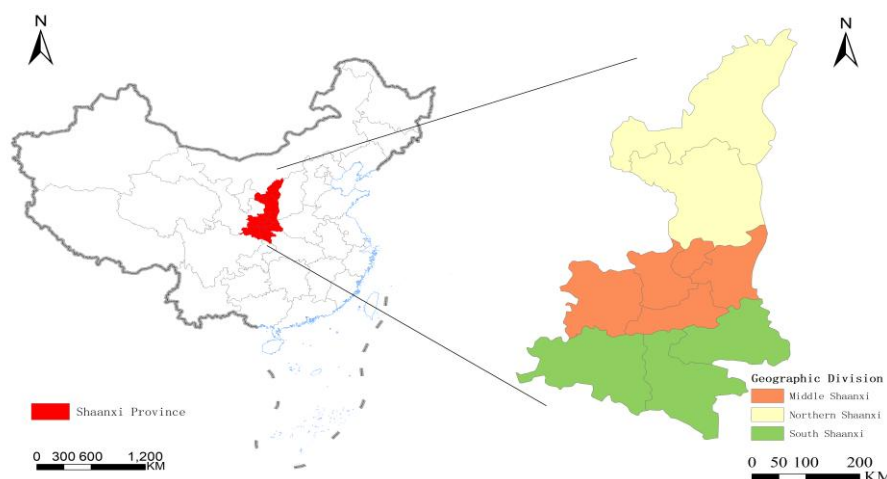 N
N
Shaanxi Province
0 300 600 1,200
KM
Geographic Division
Middle Shaanxi
Northern Shaanxi
South Shaanxi
0 50 100 200
KM